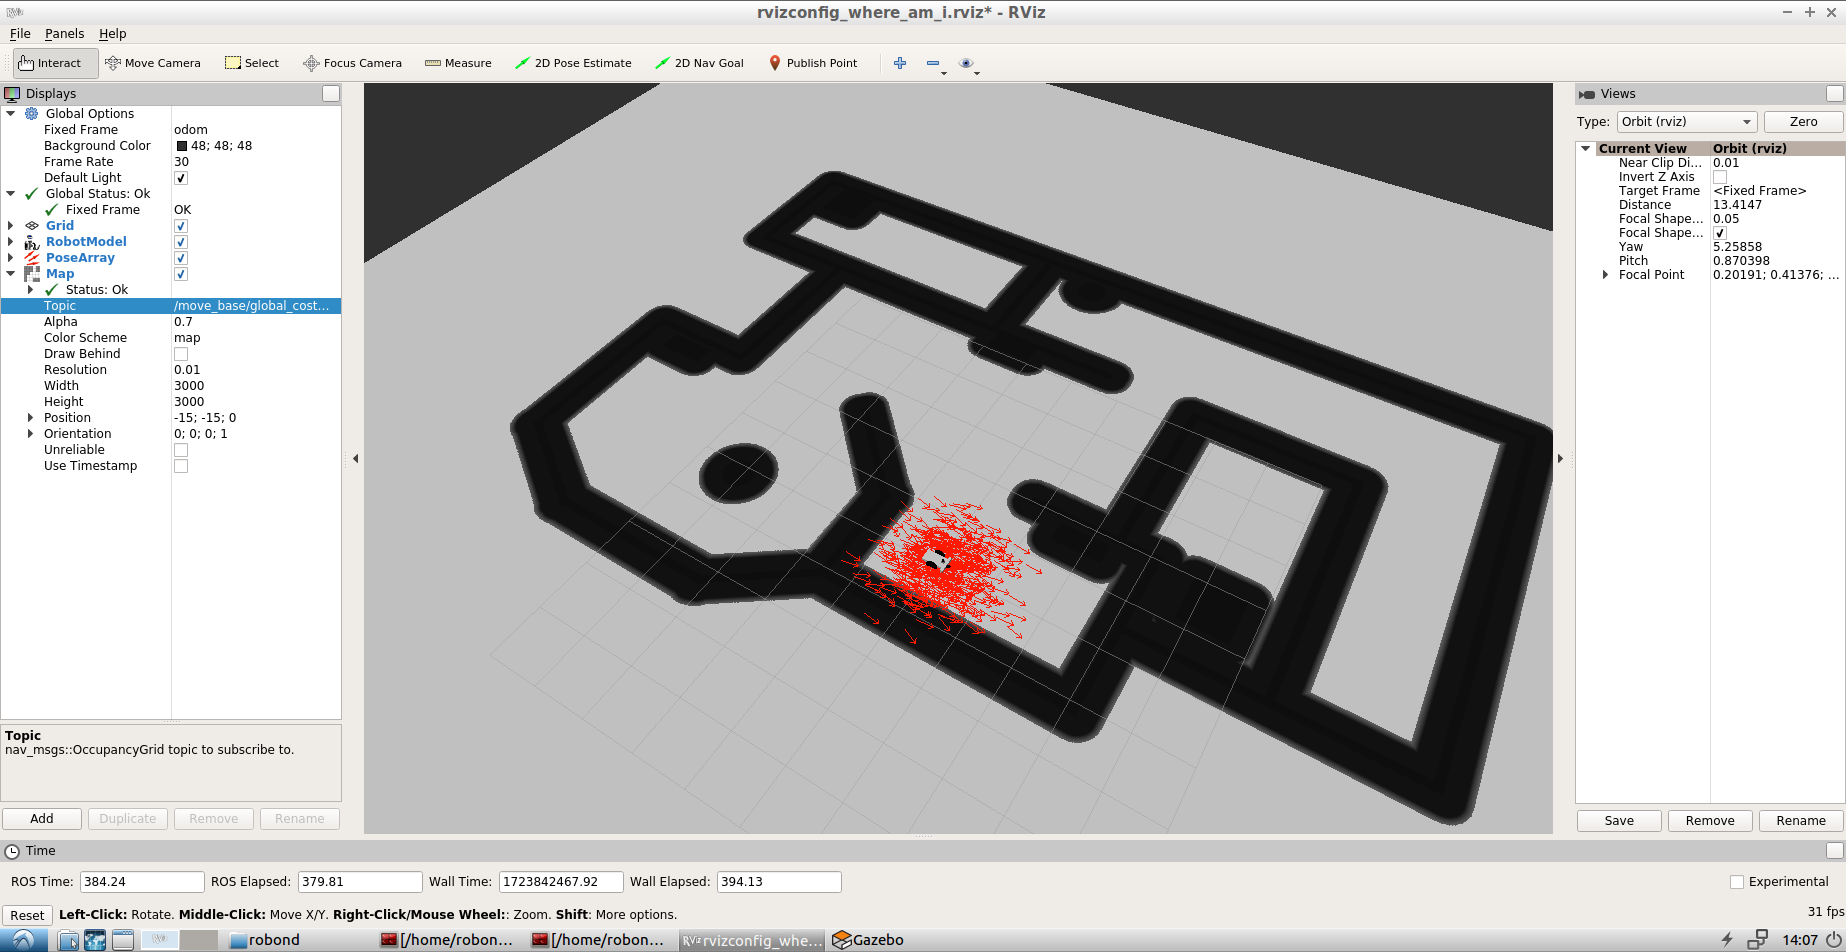 rvizconfig_where_am_i.rviz* - RViz
File Panels Help
Interact Move Camera Select Focus Camera Measure 2D Pose Estimate 2D Nav Goal Publish Point
Displays
Global Options
Fixed Frame odom
Background Color 48; 48; 48
Frame Rate 30
Default Light
Global Status: Ok
Fixed Frame OK
Grid
RobotModel
PoseArray
Map
Status: Ok
Topic /move_base/global_cost...
Alpha 0.7
Color Scheme map
Draw Behind
Resolution 0.01
Width 3000
Height 3000
Position -15; -15; 0
Orientation 0; 0; 0; 1
Unreliable
Use Timestamp
Topic
nav_msgs::OccupancyGrid topic to subscribe to.
Add Duplicate Remove Rename
Views
Type: Orbit (rviz) Zero
Current View Orbit (rviz)
Near Clip Di... 0.01
Invert Z Axis
Target Frame <Fixed Frame>
Distance 13.4147
Focal Shape... 0.05
Focal Shape...
Yaw 5.25858
Pitch 0.870398
Focal Point 0.20191; 0.41376; ...
Save Remove Rename
Time
ROS Time: 384.24 ROS Elapsed: 379.81 Wall Time: 1723842467.92 Wall Elapsed: 394.13 Experimental
Reset Left-Click: Rotate. Middle-Click: Move X/Y. Right-Click/Mouse Wheel:: Zoom. Shift: More options. 31 fps
robond [/home/robon... [/home/robon... RViz rvizconfig_whe... Gazebo 14:07